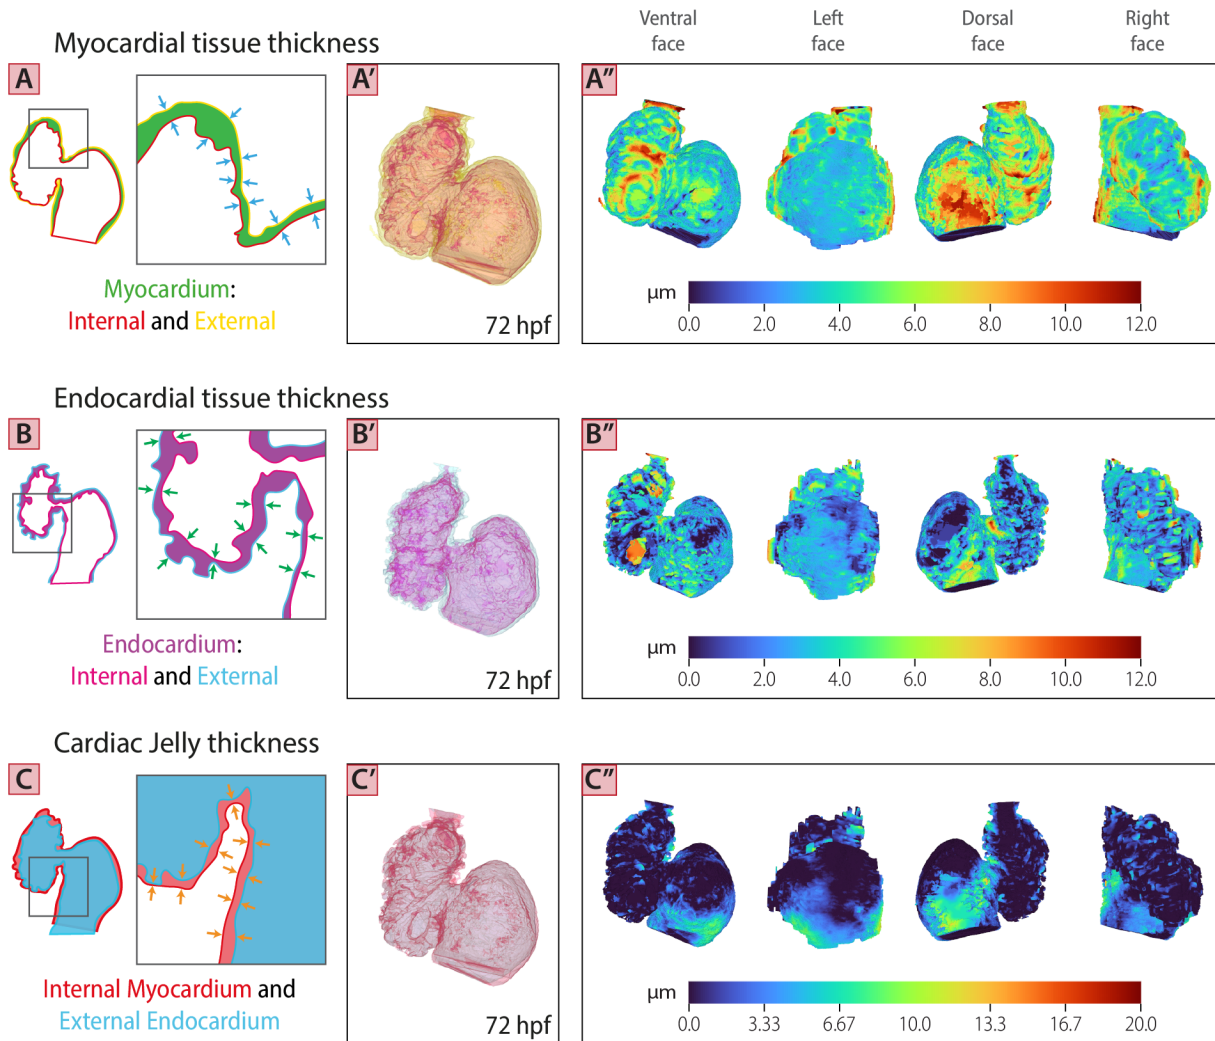 Ventral face
Left face
Dorsal face
Right face
Myocardial tissue thickness
A
A′
A″
Myocardium:
Internal and External
72 hpf
µm
0.0 2.0 4.0 6.0 8.0 10.0 12.0
Endocardial tissue thickness
B
B′
B″
Endocardium:
Internal and External
72 hpf
µm
0.0 2.0 4.0 6.0 8.0 10.0 12.0
Cardiac Jelly thickness
C
C′
C″
Internal Myocardium and
External Endocardium
72 hpf
µm
0.0 3.33 6.67 10.0 13.3 16.7 20.0